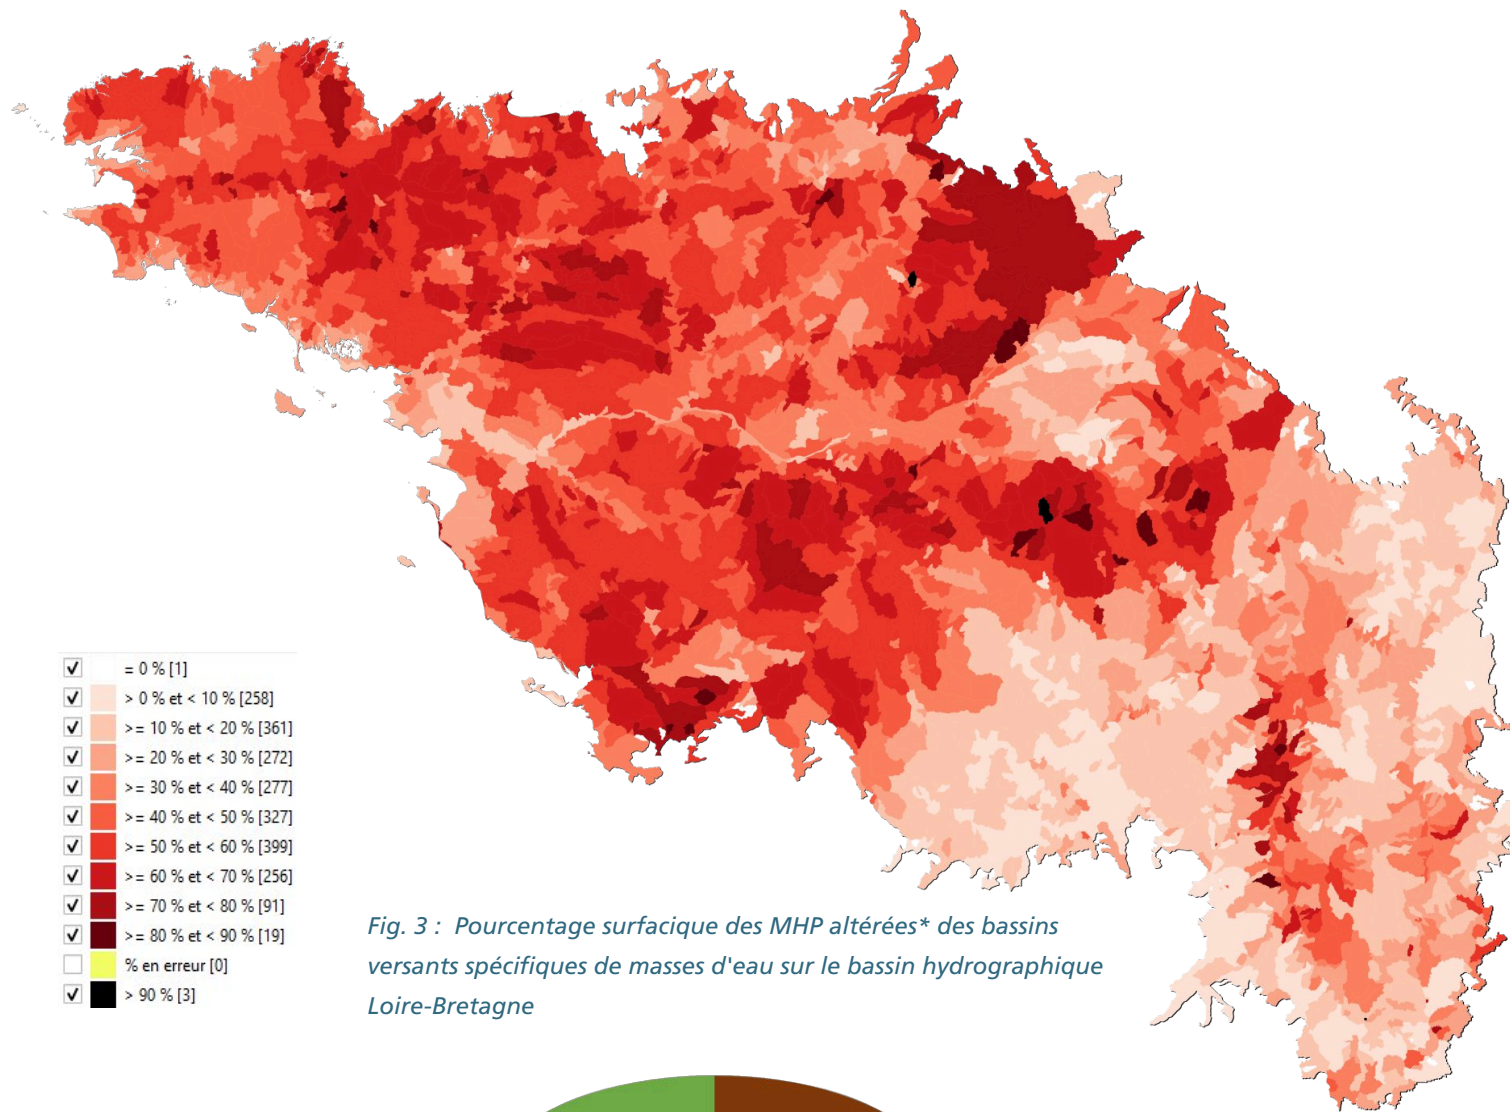 = 0 % [1]
> 0 % et < 10 % [258]
>= 10 % et < 20 % [361]
>= 20 % et < 30 % [272]
>= 30 % et < 40 % [277]
>= 40 % et < 50 % [327]
>= 50 % et < 60 % [399]
>= 60 % et < 70 % [256]
>= 70 % et < 80 % [91]
>= 80 % et < 90 % [19]
% en erreur [0]
> 90 % [3]
Fig. 3 : Pourcentage surfacique des MHP altérées* des bassins
versants spécifiques de masses d'eau sur le bassin hydrographique
Loire-Bretagne